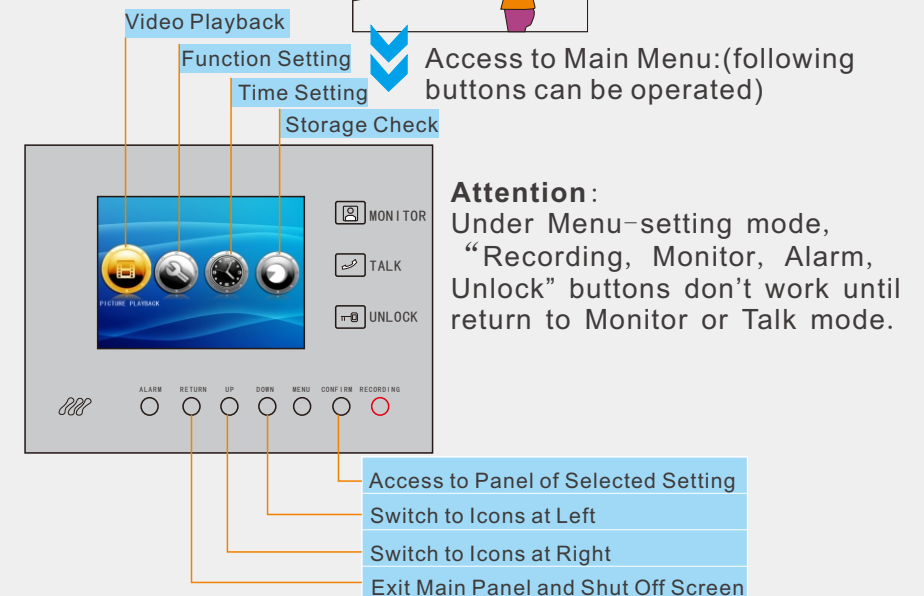 Video Playback
Function Setting
Time Setting
Storage Check
Access to Main Menu:(following
buttons can be operated)
Attention:
Under Menu-setting mode,
“Recording, Monitor, Alarm,
Unlock” buttons don't work until
return to Monitor or Talk mode.
MONITOR
TALK
UNLOCK
PICTURE PLAYBACK
ALARM RETURN UP DOWN MENU CONFIRM RECORDING
Access to Panel of Selected Setting
Switch to Icons at Left
Switch to Icons at Right
Exit Main Panel and Shut Off Screen